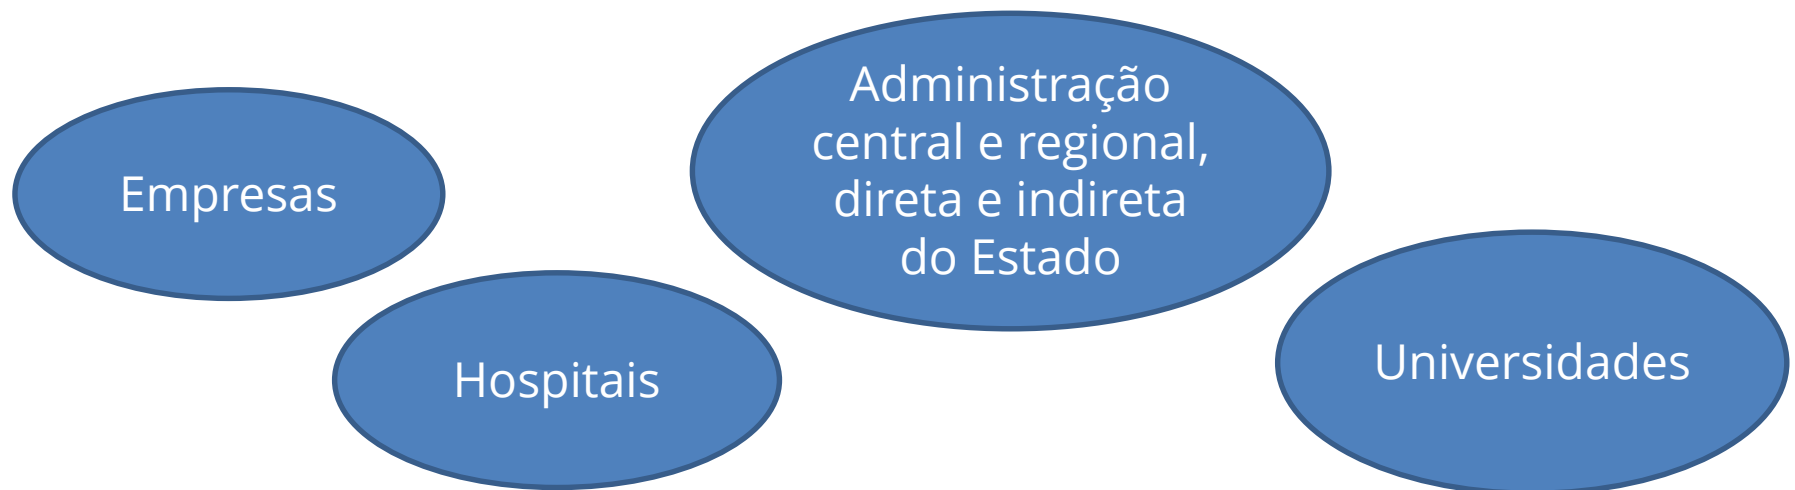 Empresas
Hospitais
Administração
central e regional,
direta e indireta
do Estado
Universidades